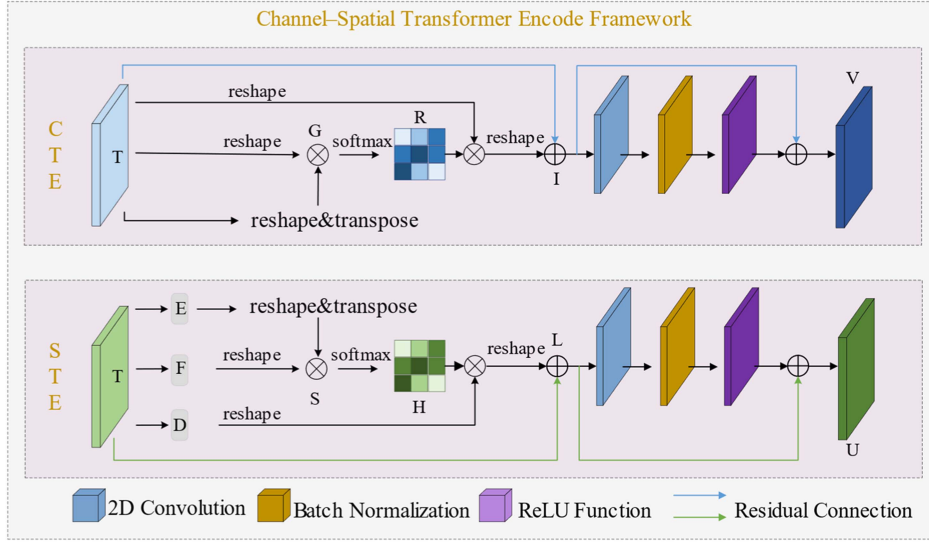 Channel–Spatial Transformer Encode Framework
C
T
E
T
reshape
reshape
reshape&transpose
G
softmax
R
reshape
I
V
S
T
E
T
E
F
D
reshape&transpose
reshape
reshape
S
softmax
H
reshape
L
U
2D Convolution
Batch Normalization
ReLU Function
Residual Connection